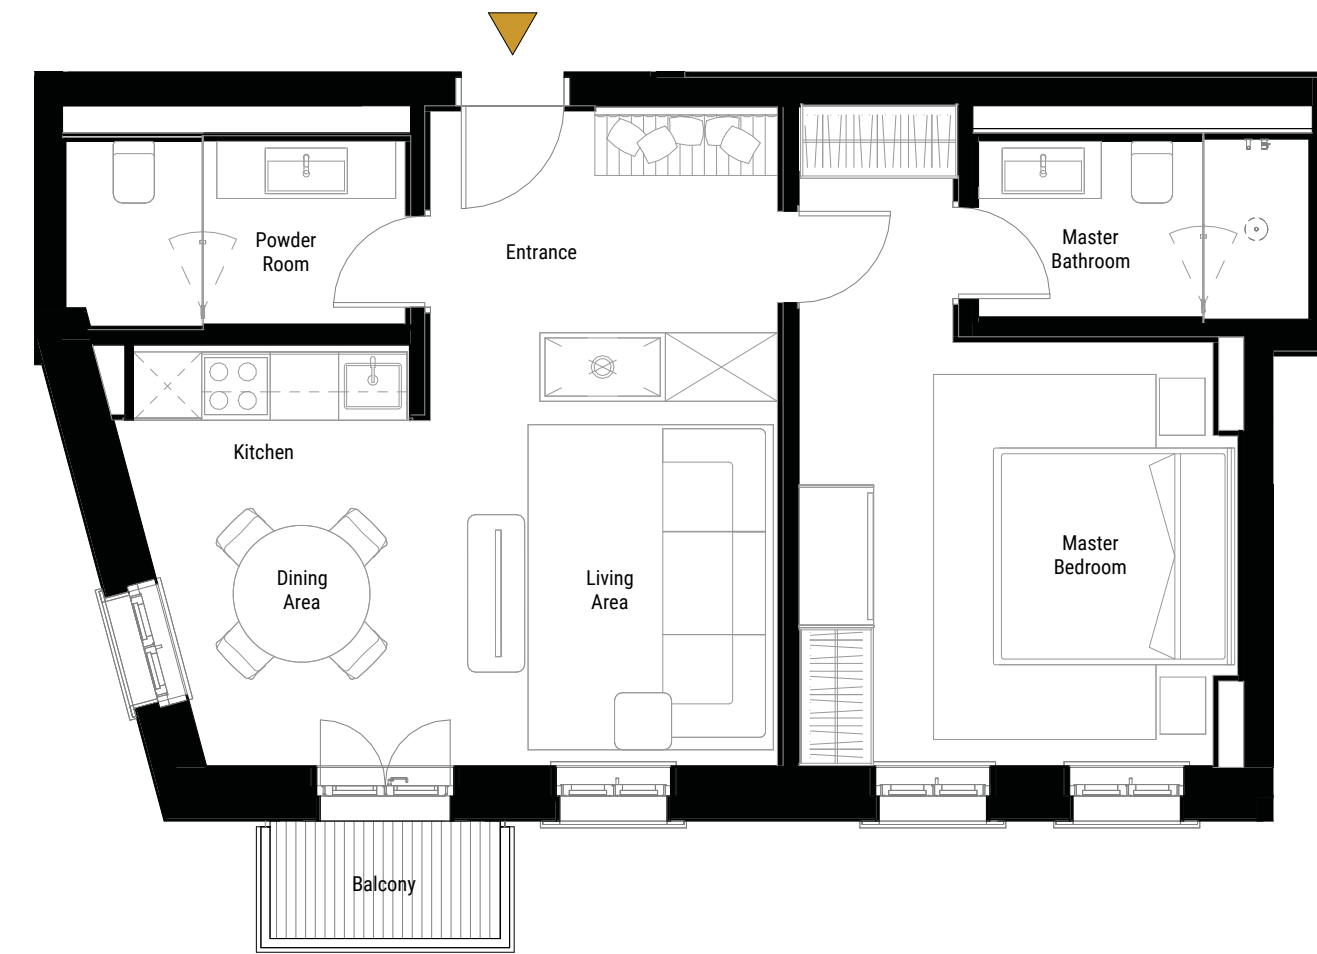 Powder
Room
Entrance
Master
Bathroom
Kitchen
Dining
Area
Living
Area
Master
Bedroom
Balcony